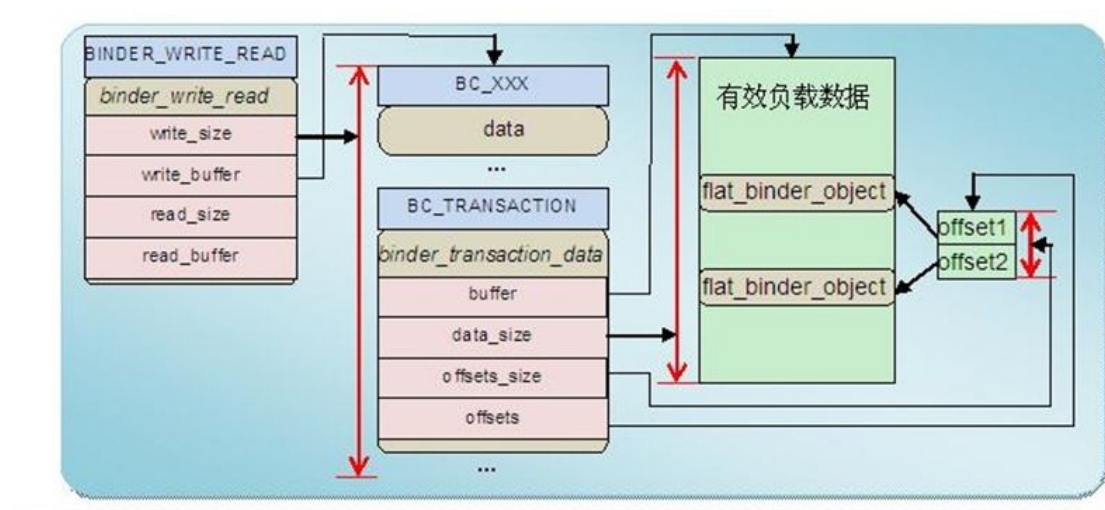 BINDER_WRITE_READ
binder_write_read
write_size
write_buffer
read_size
read_buffer
BC_XXX
data
...
BC_TRANSACTION
binder_transaction_data
buffer
data_size
offsets_size
offsets
...
有效负载数据
flat_binder_object
flat_binder_object
offset1
offset2